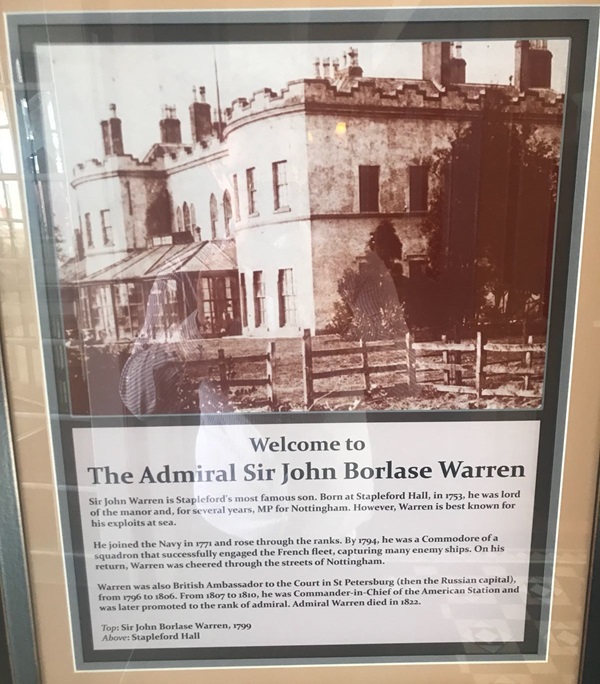 Welcome to
The Admiral Sir John Borlase Warren
Sir John Warren is Stapleford's most famous son. Born at Stapleford Hall, in 1753, he was lord
of the manor and, for several years, MP for Nottingham. However, Warren is best known for
his exploits at sea.
He joined the Navy in 1771 and rose through the ranks. By 1794, he was a Commodore of a
squadron that successfully engaged the French fleet, capturing many enemy ships. On his
return, Warren was cheered through the streets of Nottingham.
Warren was also British Ambassador to the Court in St Petersburg (then the Russian capital),
from 1796 to 1806. From 1807 to 1810, he was Commander-in-Chief of the American Station and
was later promoted to the rank of admiral. Admiral Warren died in 1822.
Top: Sir John Borlase Warren, 1799
Above: Stapleford Hall